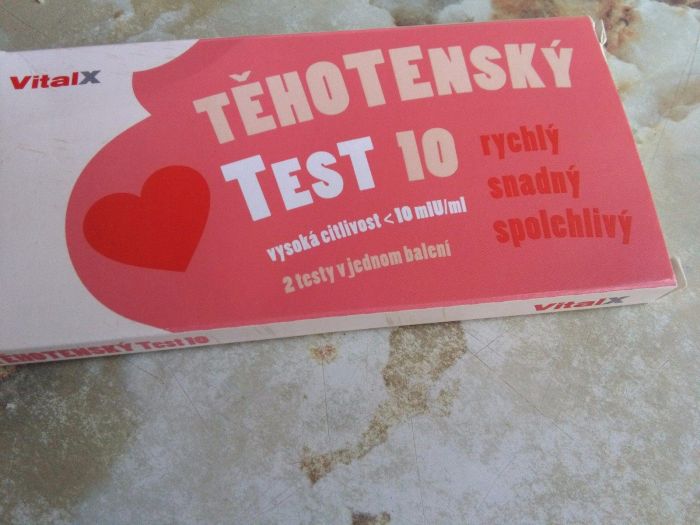 VitalX
TĚHOTENSKÝ
TEST 10
vysoká citlivost < 10 mIU/ml
2 testy v jednom balení
rychlý
snadný
spolehlivý
VitalX
TĚHOTENSKÝ Test 10